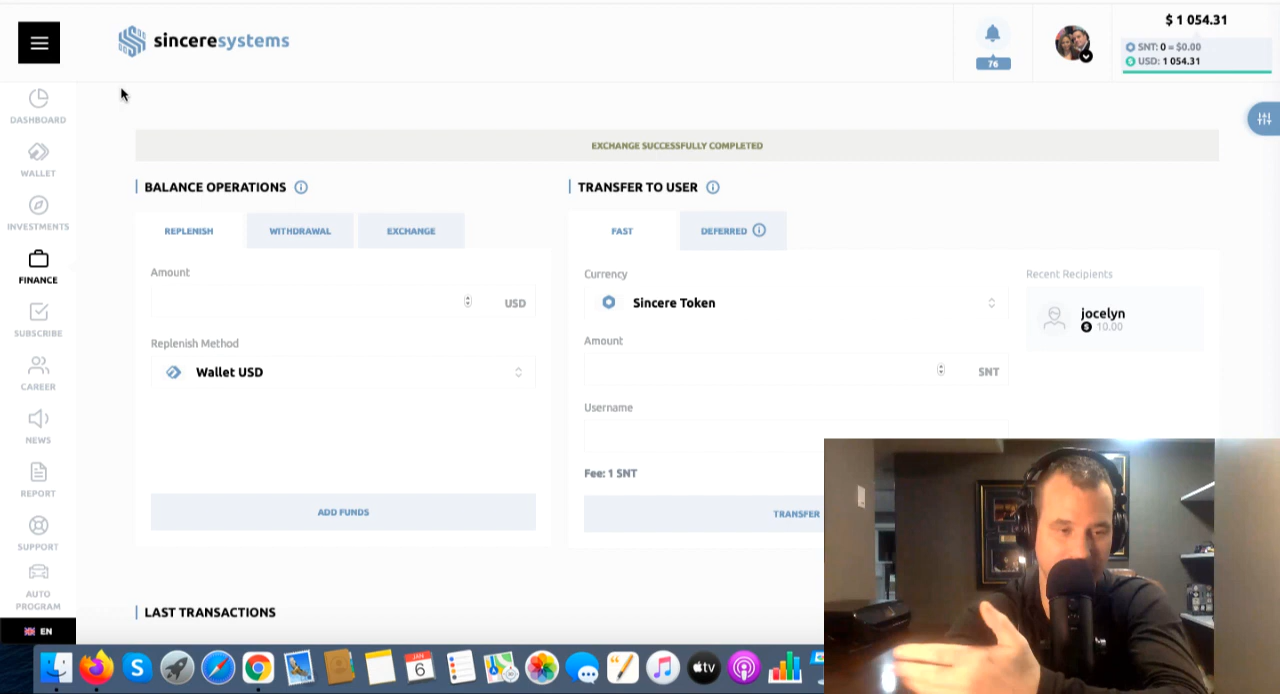 sinceresystems
76
$ 1 054.31
SNT: 0 = $0.00
USD: 1 054.31
DASHBOARD
WALLET
INVESTMENTS
FINANCE
SUBSCRIBE
CAREER
NEWS
REPORT
SUPPORT
AUTO
PROGRAM
EN
EXCHANGE SUCCESSFULLY COMPLETED
BALANCE OPERATIONS
REPLENISH
WITHDRAWAL
EXCHANGE
Amount
USD
Replenish Method
Wallet USD
ADD FUNDS
TRANSFER TO USER
FAST
DEFERRED
Currency
Sincere Token
Amount
SNT
Username
Fee: 1 SNT
TRANSFER
Recent Recipients
jocelyn
10.00
LAST TRANSACTIONS
JAN
6
tv